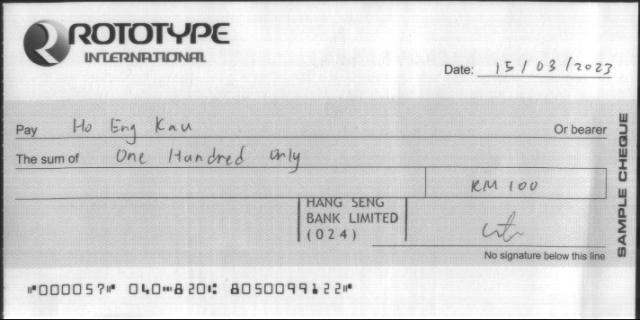 ROTOTYPE
INTERNATIONAL
Date: 15/03/2023
Pay Ho Eng Kau Or bearer
The sum of One Hundred Only
RM 100
HANG SENG
BANK LIMITED
(024)
No signature below this line
SAMPLE CHEQUE
⑈000057⑈ 040⑉820⑆ 8050099122⑈